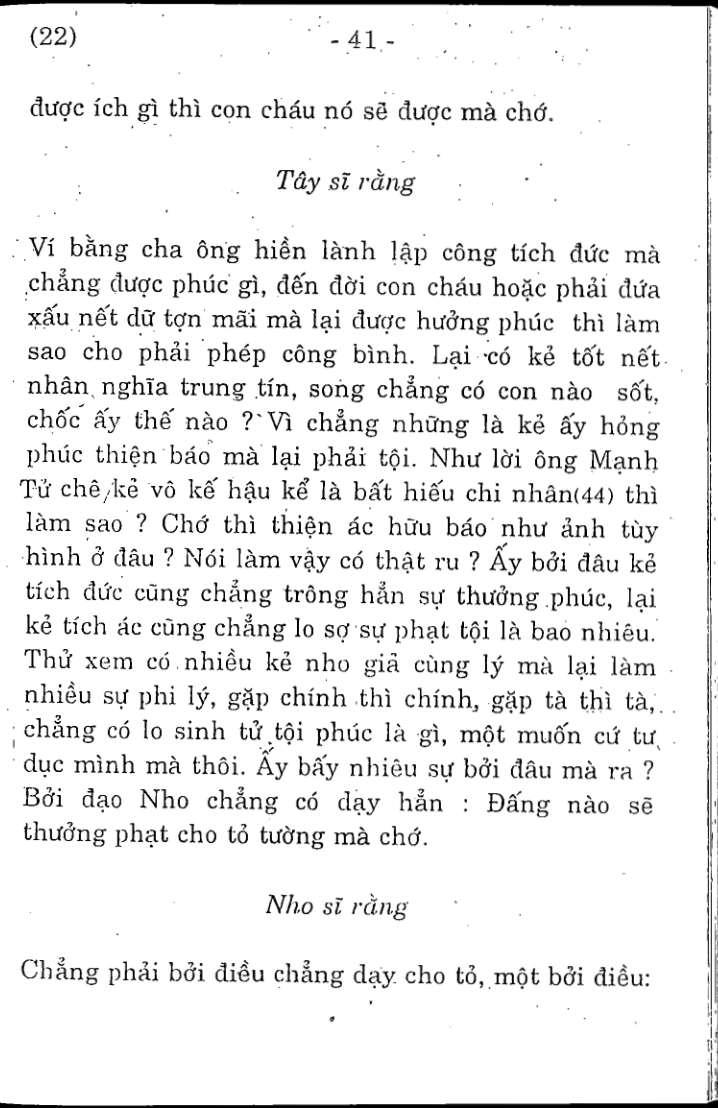 (22)
- 41 -
được ích gì thì con cháu nó sẽ được mà chớ.
Tây sĩ rằng
Ví bằng cha ông hiền lành lập công tích đức mà
chẳng được phúc gì, đến đời con cháu hoặc phải đứa
xấu nết dữ tợn mãi mà lại được hưởng phúc thì làm
sao cho phải phép công bình. Lại có kẻ tốt nết
nhân nghĩa trung tín, song chẳng có con nào sốt,
chốc ấy thế nào ? Vì chẳng những là kẻ ấy hỏng
phúc thiện báo mà lại phải tội. Như lời ông Mạnh
Tử chê kẻ vô kế hậu kể là bất hiếu chi nhân(44) thì
làm sao ? Chớ thì thiện ác hữu báo như ảnh tùy
hình ở đâu ? Nói làm vậy có thật ru ? Ấy bởi đâu kẻ
tích đức cũng chẳng trông hẳn sự thưởng phúc, lại
kẻ tích ác cũng chẳng lo sợ sự phạt tội là bao nhiêu.
Thử xem có nhiều kẻ nho giả cùng lý mà lại làm
nhiều sự phi lý, gặp chính thì chính, gặp tà thì tà,
chẳng có lo sinh tử tội phúc là gì, một muốn cứ tư
dục mình mà thôi. Ấy bấy nhiêu sự bởi đâu mà ra ?
Bởi đạo Nho chẳng có dạy hẳn : Đấng nào sẽ
thưởng phạt cho tỏ tường mà chớ.
Nho sĩ rằng
Chẳng phải bởi điều chẳng dạy cho tỏ, một bởi điều: